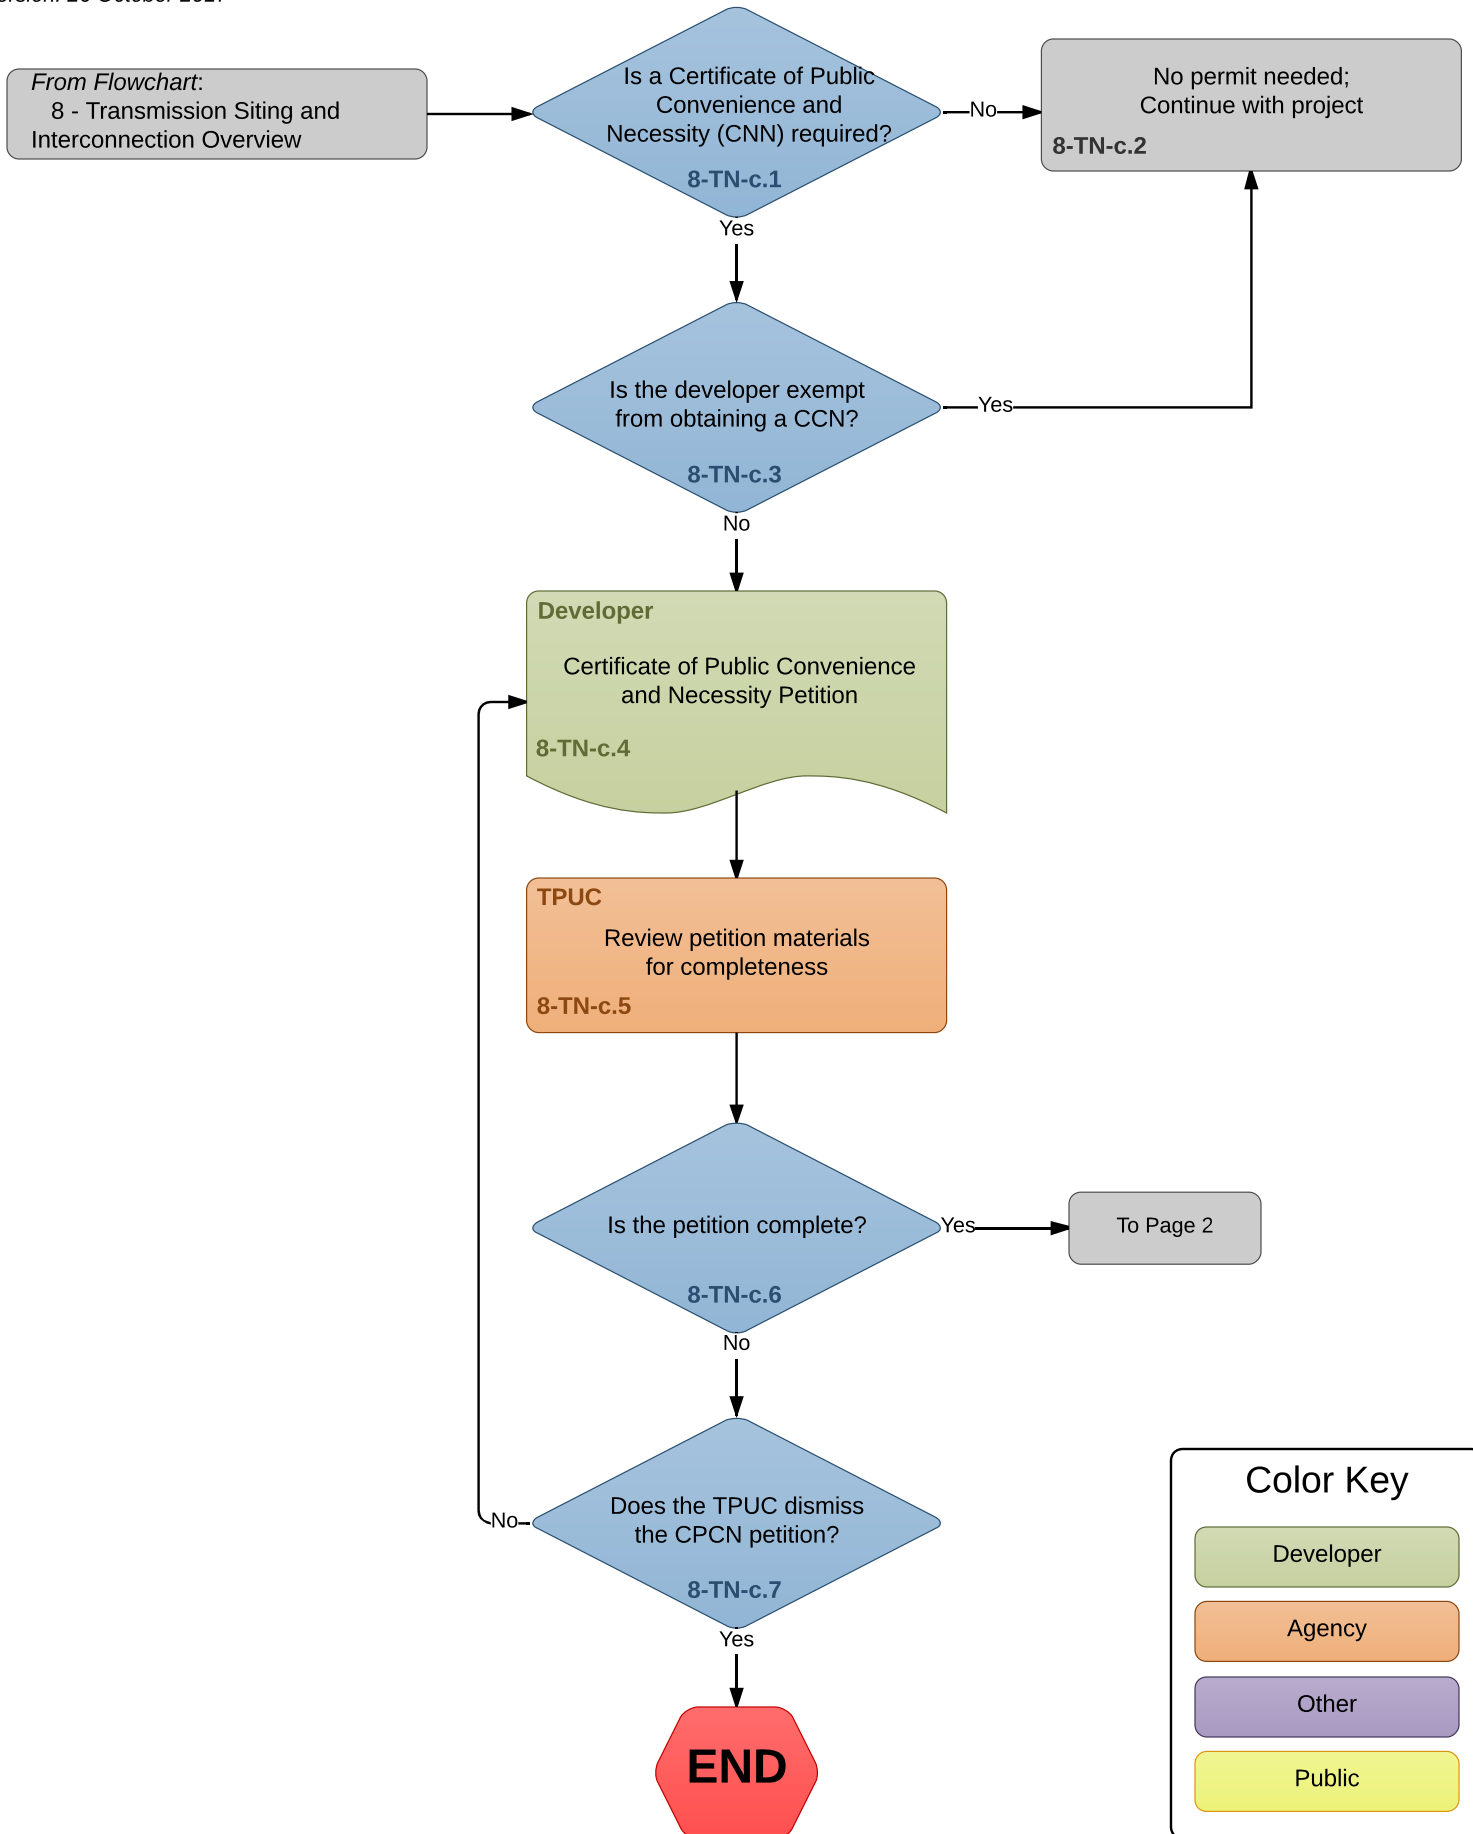 From Flowchart:
8 - Transmission Siting and
Interconnection Overview
Is a Certificate of Public
Convenience and
Necessity (CNN) required?
8-TN-c.1
No
No permit needed;
Continue with project
8-TN-c.2
Yes
Is the developer exempt
from obtaining a CCN?
8-TN-c.3
Yes
No
Developer
Certificate of Public Convenience
and Necessity Petition
8-TN-c.4
TPUC
Review petition materials
for completeness
8-TN-c.5
Is the petition complete?
8-TN-c.6
Yes
To Page 2
No
Does the TPUC dismiss
the CPCN petition?
8-TN-c.7
No
Yes
END
Color Key
Developer
Agency
Other
Public